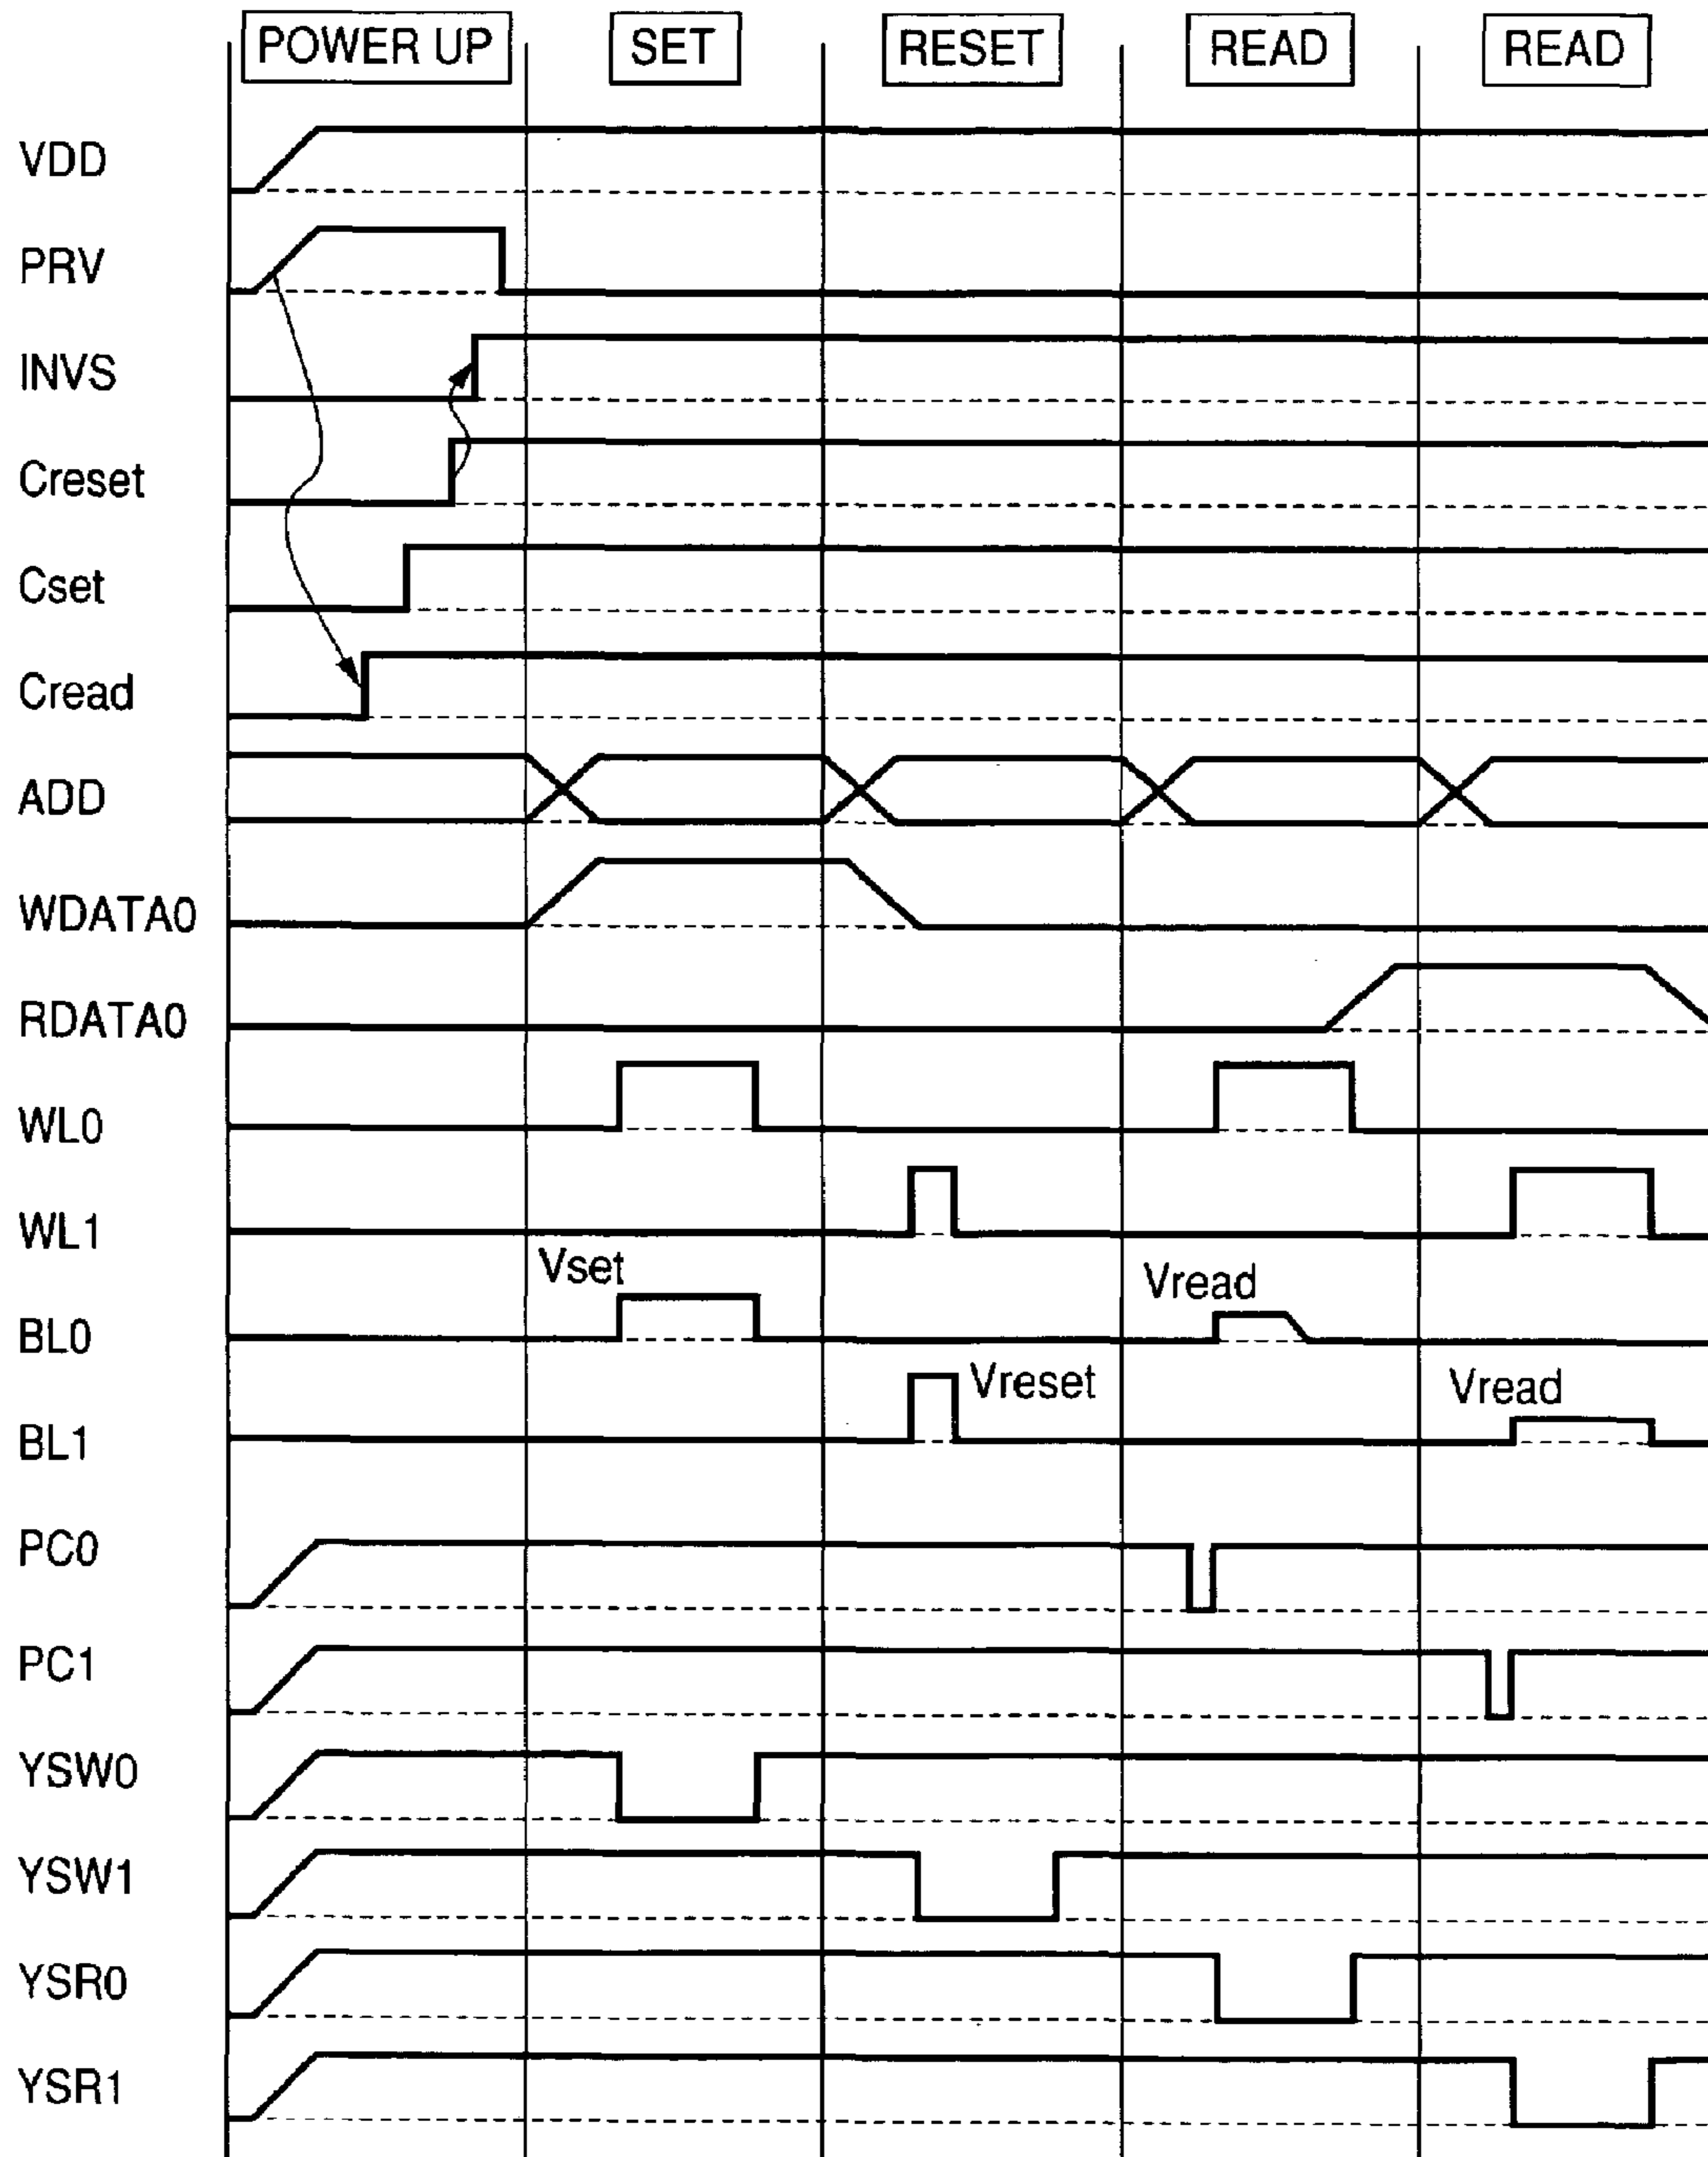 POWER UP SET RESET READ READ
VDD
PRV
INVS
Creset
Cset
Cread
ADD
WDATA0
RDATA0
WL0
WL1
Vset Vread
BL0
Vreset Vread
BL1
PC0
PC1
YSW0
YSW1
YSR0
YSR1